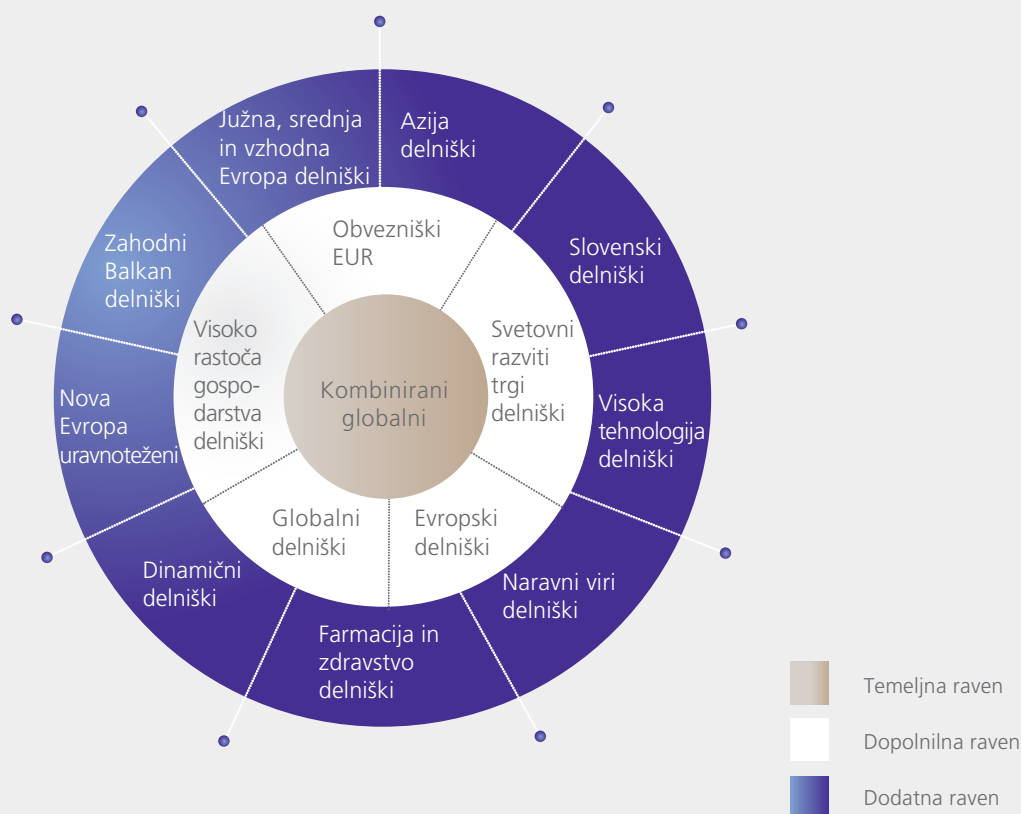 Južna, srednja
in vzhodna
Evropa delniški
Azija
delniški
Slovenski
delniški
Visoka
tehnologija
delniški
Naravni viri
delniški
Farmacija in
zdravstvo
delniški
Dinamični
delniški
Nova
Evropa
uravnoteženi
Zahodni
Balkan
delniški
Obvezniški
EUR
Svetovni
razviti
trgi
delniški
Evropski
delniški
Globalni
delniški
Visoko
rastoča
gospo-
darstva
delniški
Kombinirani
globalni
Temeljna raven
Dopolnilna raven
Dodatna raven